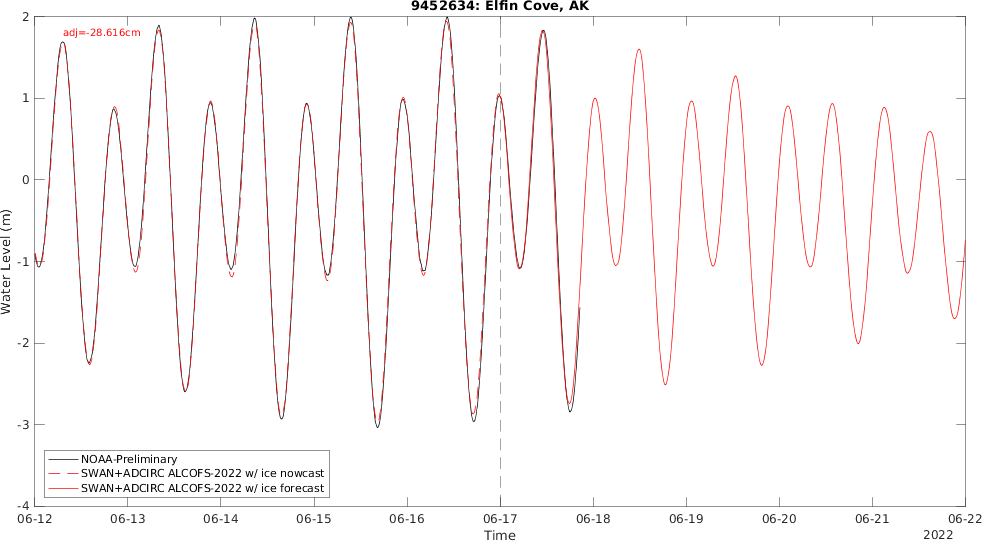 9452634: Elfin Cove, AK
adj=-28.616cm
2
1
0
-1
-2
-3
-4
Water Level (m)
NOAA-Preliminary
SWAN+ADCIRC ALCOFS-2022 w/ ice nowcast
SWAN+ADCIRC ALCOFS-2022 w/ ice forecast
06-12 06-13 06-14 06-15 06-16 06-17 06-18 06-19 06-20 06-21 06-22
Time
2022